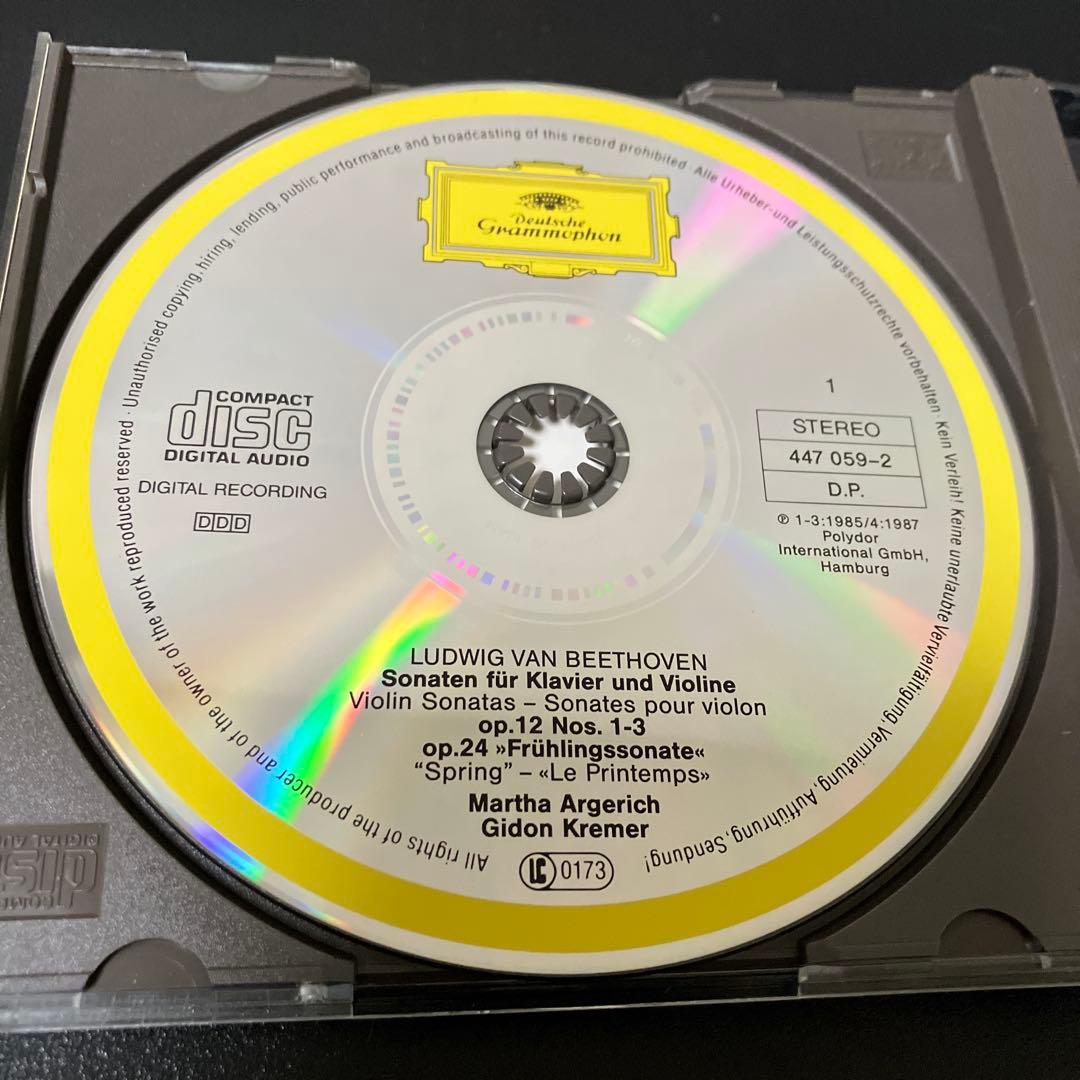 All rights of the producer and of the owner of the work reproduced reserved · Unauthorised copying, hiring, lending, public performance and broadcasting of this record prohibited · Alle Urheber- und Leistungsschutzrechte vorbehalten · Kein Verleih! Keine unerlaubte Vervielfältigung, Vermietung, Aufführung, Sendung!
Deutsche
Grammophon
COMPACT
disc
DIGITAL AUDIO
DIGITAL RECORDING
DDD
1
STEREO
447 059-2
D.P.
℗ 1-3:1985/4:1987
Polydor
International GmbH,
Hamburg
LUDWIG VAN BEETHOVEN
Sonaten für Klavier und Violine
Violin Sonatas – Sonates pour violon
op.12 Nos. 1-3
op.24 »Frühlingssonate«
“Spring” – «Le Printemps»
Martha Argerich
Gidon Kremer
LC 0173